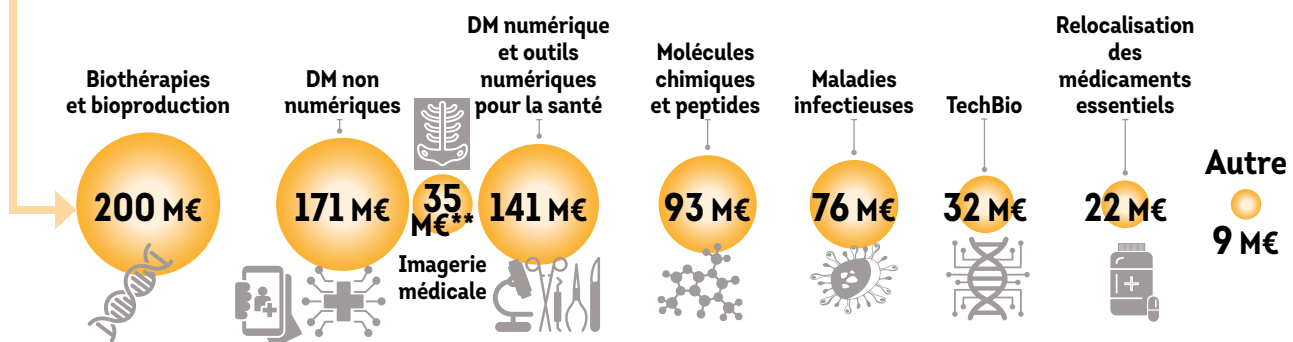 Biothérapies
et bioproduction
200 M€
DM non
numériques
171 M€
35
M€**
Imagerie
médicale
DM numérique
et outils
numériques
pour la santé
141 M€
Molécules
chimiques
et peptides
93 M€
Maladies
infectieuses
76 M€
TechBio
32 M€
Relocalisation
des
médicaments
essentiels
22 M€
Autre
9 M€